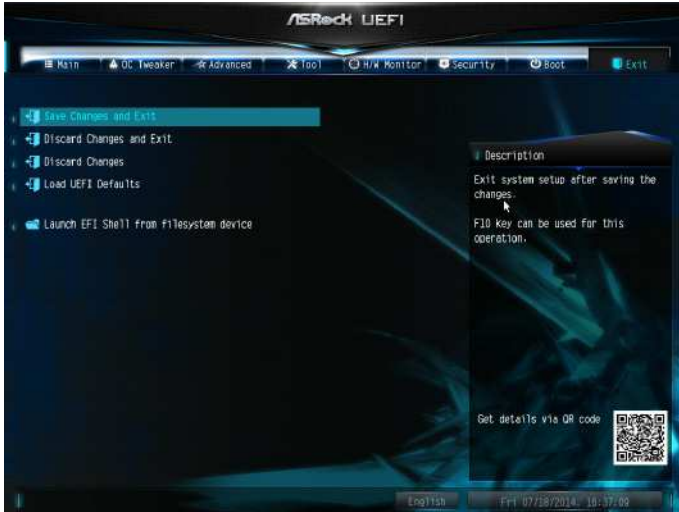 ASRock UEFI
Main OC Tweaker Advanced Tool H/W Monitor Security Boot Exit
Save Changes and Exit
Discard Changes and Exit
Discard Changes
Load UEFI Defaults
Launch EFI Shell from filesystem device
Description
Exit system setup after saving the
changes.
F10 key can be used for this
operation.
Get details via QR code
English Fri 07/18/2014, 10:37:09